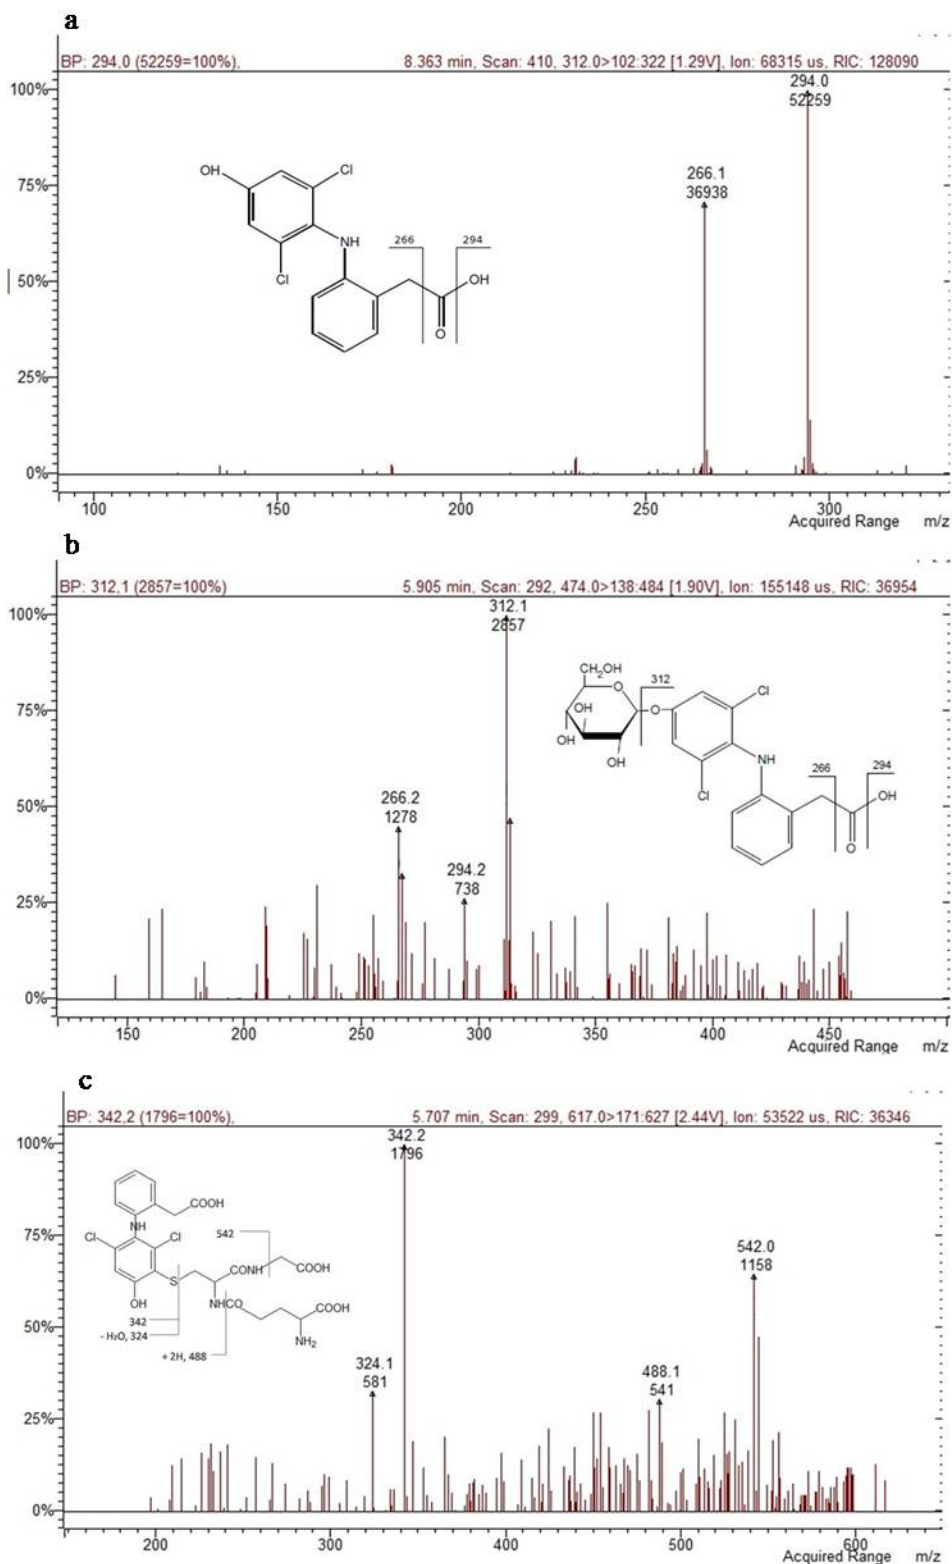 a
BP: 294,0 (52259=100%), 8.363 min, Scan: 410, 312.0>102:322 [1.29V], Ion: 68315 us, RIC: 128090
100%
294.0
52259
75%
266.1
36938
50%
25%
0%
OH
Cl
NH
Cl
266
294
OH
O
100 150 200 250 300
Acquired Range m/z
b
BP: 312,1 (2857=100%) 5.905 min, Scan: 292, 474.0>138:484 [1.90V], Ion: 155148 us, RIC: 36954
100%
312.1
2857
75%
50%
266.2
1278
294.2
738
25%
0%
CH2OH
O
OH
OH
OH
O
312
Cl
NH
Cl
266
294
OH
O
150 200 250 300 350 400 450
Acquired Range m/z
c
BP: 342,2 (1796=100%), 5.707 min, Scan: 299, 617.0>171:627 [2.44V], Ion: 53522 us, RIC: 36346
100%
342.2
1796
75%
542.0
1158
50%
324.1
581
488.1
541
25%
0%
COOH
NH
Cl
Cl
542
CONH
COOH
S
OH
NHCO
COOH
NH2
342
- H2O, 324
+ 2H, 488
200 300 400 500 600
Acquired Range m/z